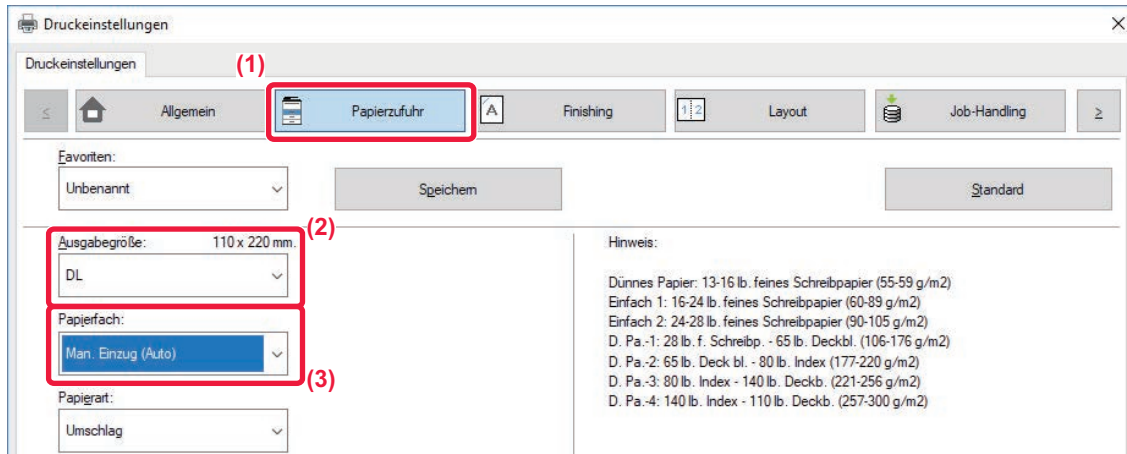 Druckeinstellungen
Druckeinstellungen
(1)
< Allgemein Papierzufuhr A Finishing 1 2 Layout Job-Handling >
Favoriten:
Unbenannt Speichern Standard
(2)
Ausgabegröße: 110 x 220 mm.
DL
Papierfach:
Man. Einzug (Auto)
(3)
Papierart:
Umschlag
Hinweis:
Dünnes Papier: 13-16 lb. feines Schreibpapier (55-59 g/m2)
Einfach 1: 16-24 lb. feines Schreibpapier (60-89 g/m2)
Einfach 2: 24-28 lb. feines Schreibpapier (90-105 g/m2)
D. Pa.-1: 28 lb. f. Schreibp. - 65 lb. Deckbl. (106-176 g/m2)
D. Pa.-2: 65 lb. Deck bl. - 80 lb. Index (177-220 g/m2)
D. Pa.-3: 80 lb. Index - 140 lb. Deckb. (221-256 g/m2)
D. Pa.-4: 140 lb. Index - 110 lb. Deckb. (257-300 g/m2)